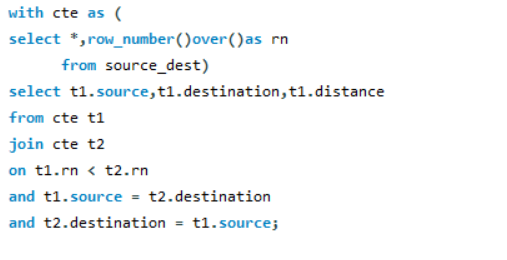 with cte as (
select *,row_number()over()as rn
from source_dest)
select t1.source,t1.destination,t1.distance
from cte t1
join cte t2
on t1.rn < t2.rn
and t1.source = t2.destination
and t2.destination = t1.source;